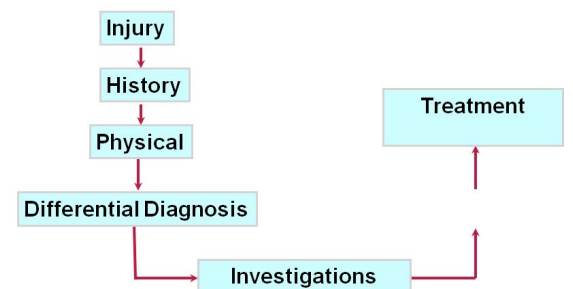 Injury
History
Physical
Differential Diagnosis
Investigations
Treatment